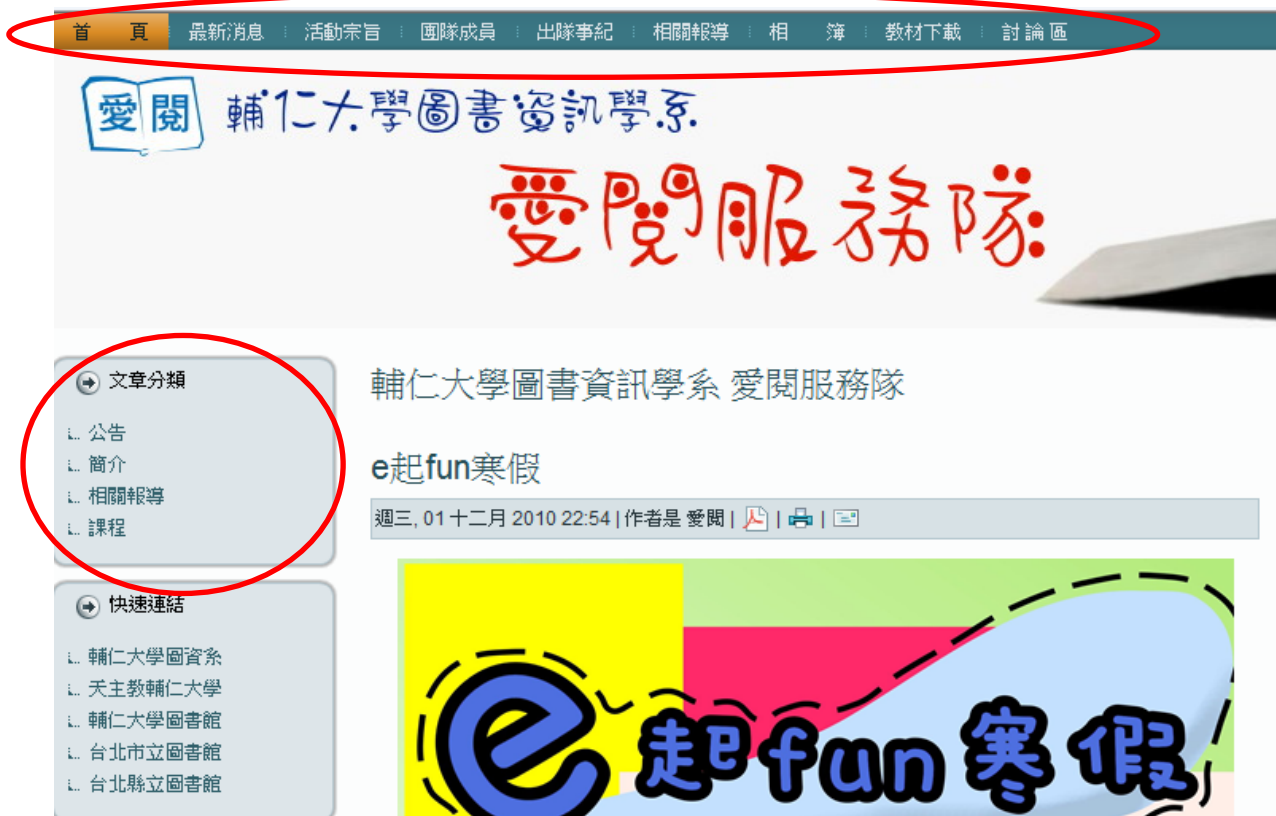 首 頁 最新消息 活動宗旨 團隊成員 出隊事紀 相關報導 相 簿 教材下載 討論區
愛閱 輔仁大學圖書資訊學系
愛閱服務隊
文章分類
公告
簡介
相關報導
課程
快速連結
輔仁大學圖資系
天主教輔仁大學
輔仁大學圖書館
台北市立圖書館
台北縣立圖書館
輔仁大學圖書資訊學系 愛閱服務隊
e起fun寒假
週三, 01 十二月 2010 22:54 | 作者是 愛閱 | | |
e起fun寒假